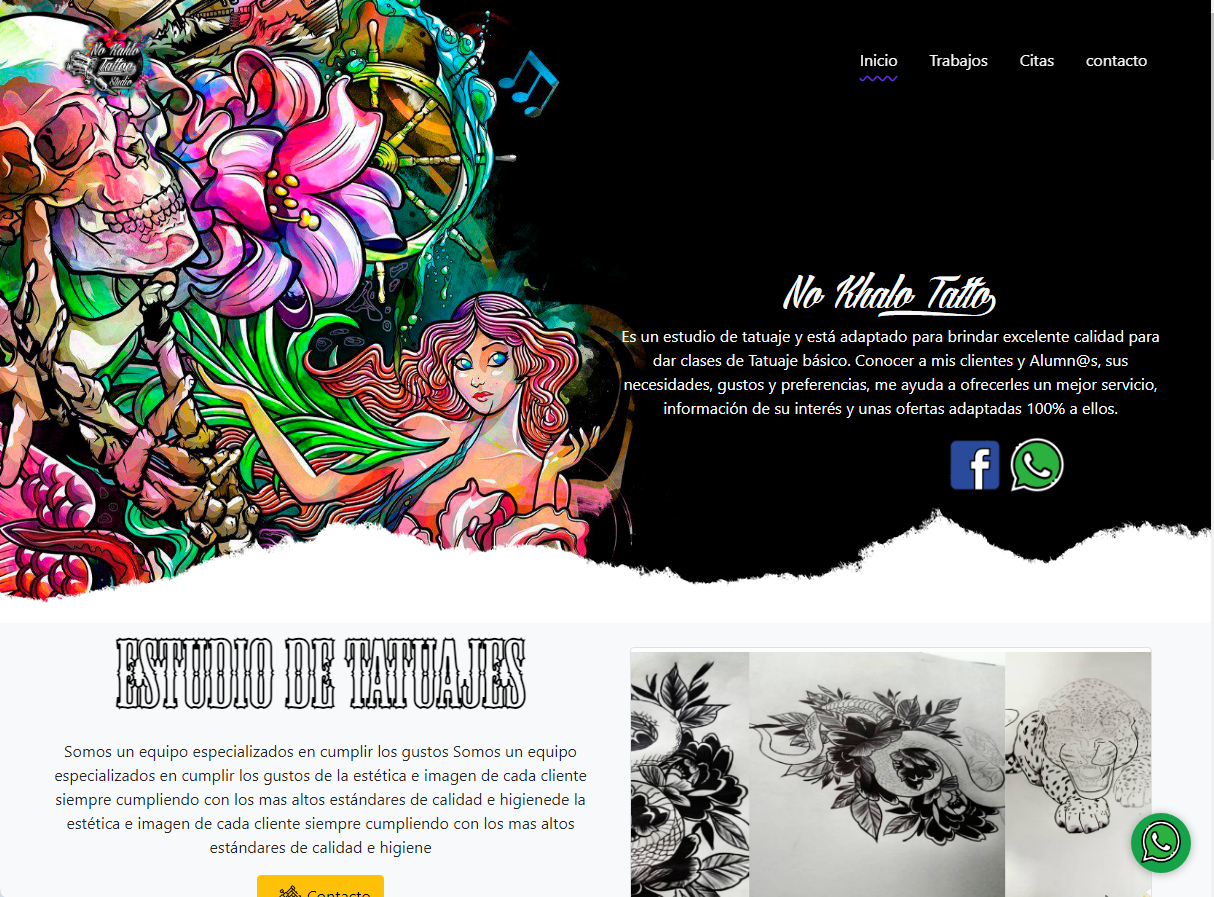 No Kahlo
Tattoo
Studio
Inicio
Trabajos
Citas
contacto
No Khalo Tatto
Es un estudio de tatuaje y está adaptado para brindar excelente calidad para
dar clases de Tatuaje básico. Conocer a mis clientes y Alumn@s, sus
necesidades, gustos y preferencias, me ayuda a ofrecerles un mejor servicio,
información de su interés y unas ofertas adaptadas 100% a ellos.
ESTUDIO DE TATUAJES
Somos un equipo especializados en cumplir los gustos Somos un equipo
especializados en cumplir los gustos de la estética e imagen de cada cliente
siempre cumpliendo con los mas altos estándares de calidad e higienede la
estética e imagen de cada cliente siempre cumpliendo con los mas altos
estándares de calidad e higiene
Contacto